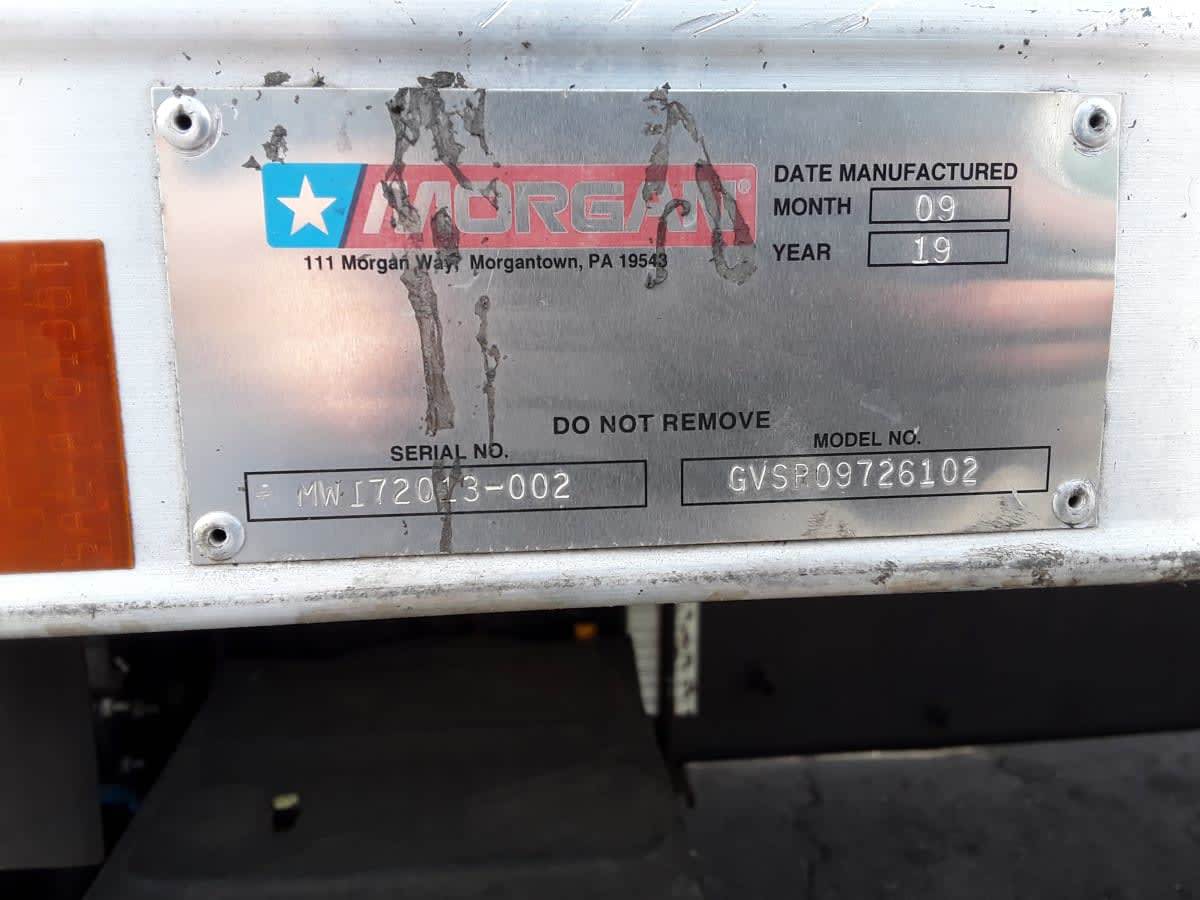 MORGAN®
111 Morgan Way, Morgantown, PA 19543
DATE MANUFACTURED
MONTH 09
YEAR 19
DO NOT REMOVE
SERIAL NO.
MWI72013-002
MODEL NO.
GVSR09726102